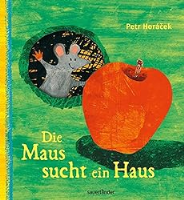 Petr Horáček
Die
Maus
sucht ein Haus
sauerländer